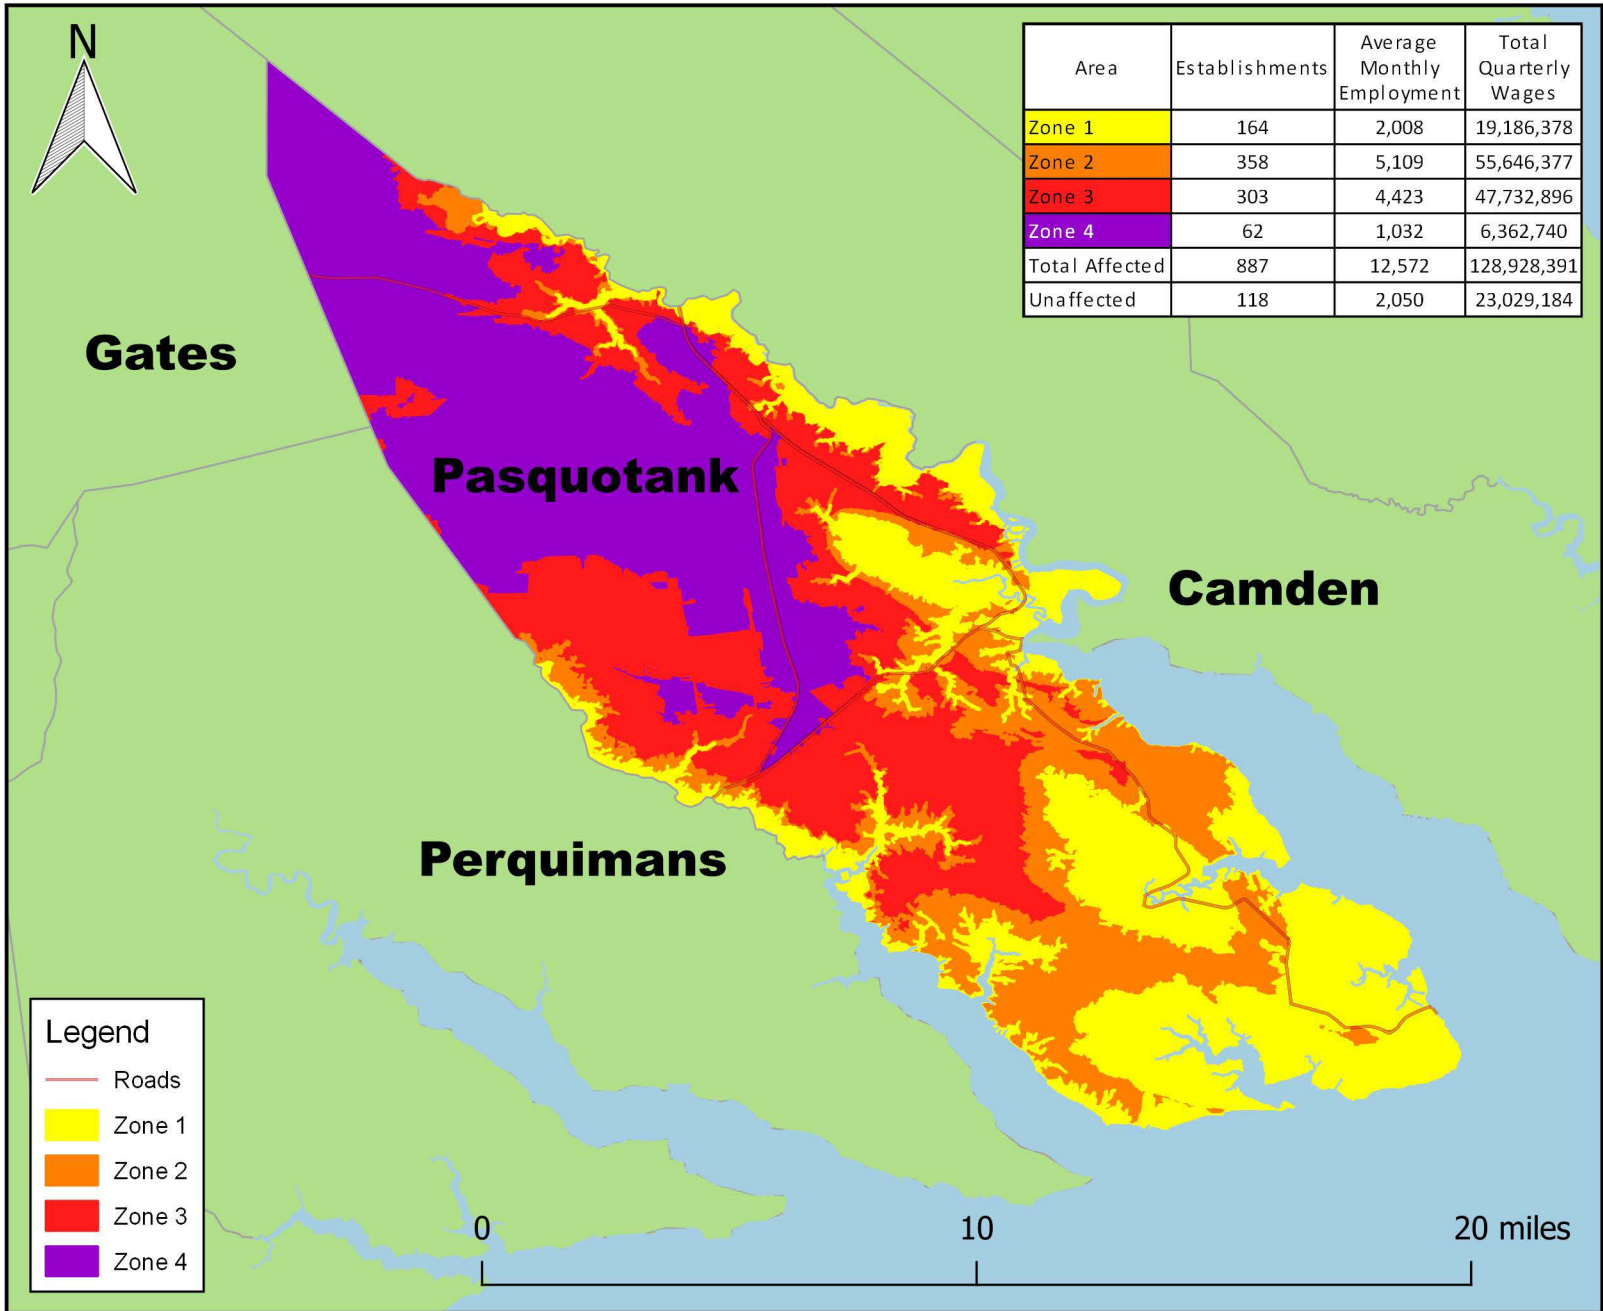 N
Area Establishments Average Monthly Employment Total Quarterly Wages
Zone 1 164 2,008 19,186,378
Zone 2 358 5,109 55,646,377
Zone 3 303 4,423 47,732,896
Zone 4 62 1,032 6,362,740
Total Affected 887 12,572 128,928,391
Unaffected 118 2,050 23,029,184
Gates
Pasquotank
Camden
Perquimans
Legend
Roads
Zone 1
Zone 2
Zone 3
Zone 4
0 10 20 miles